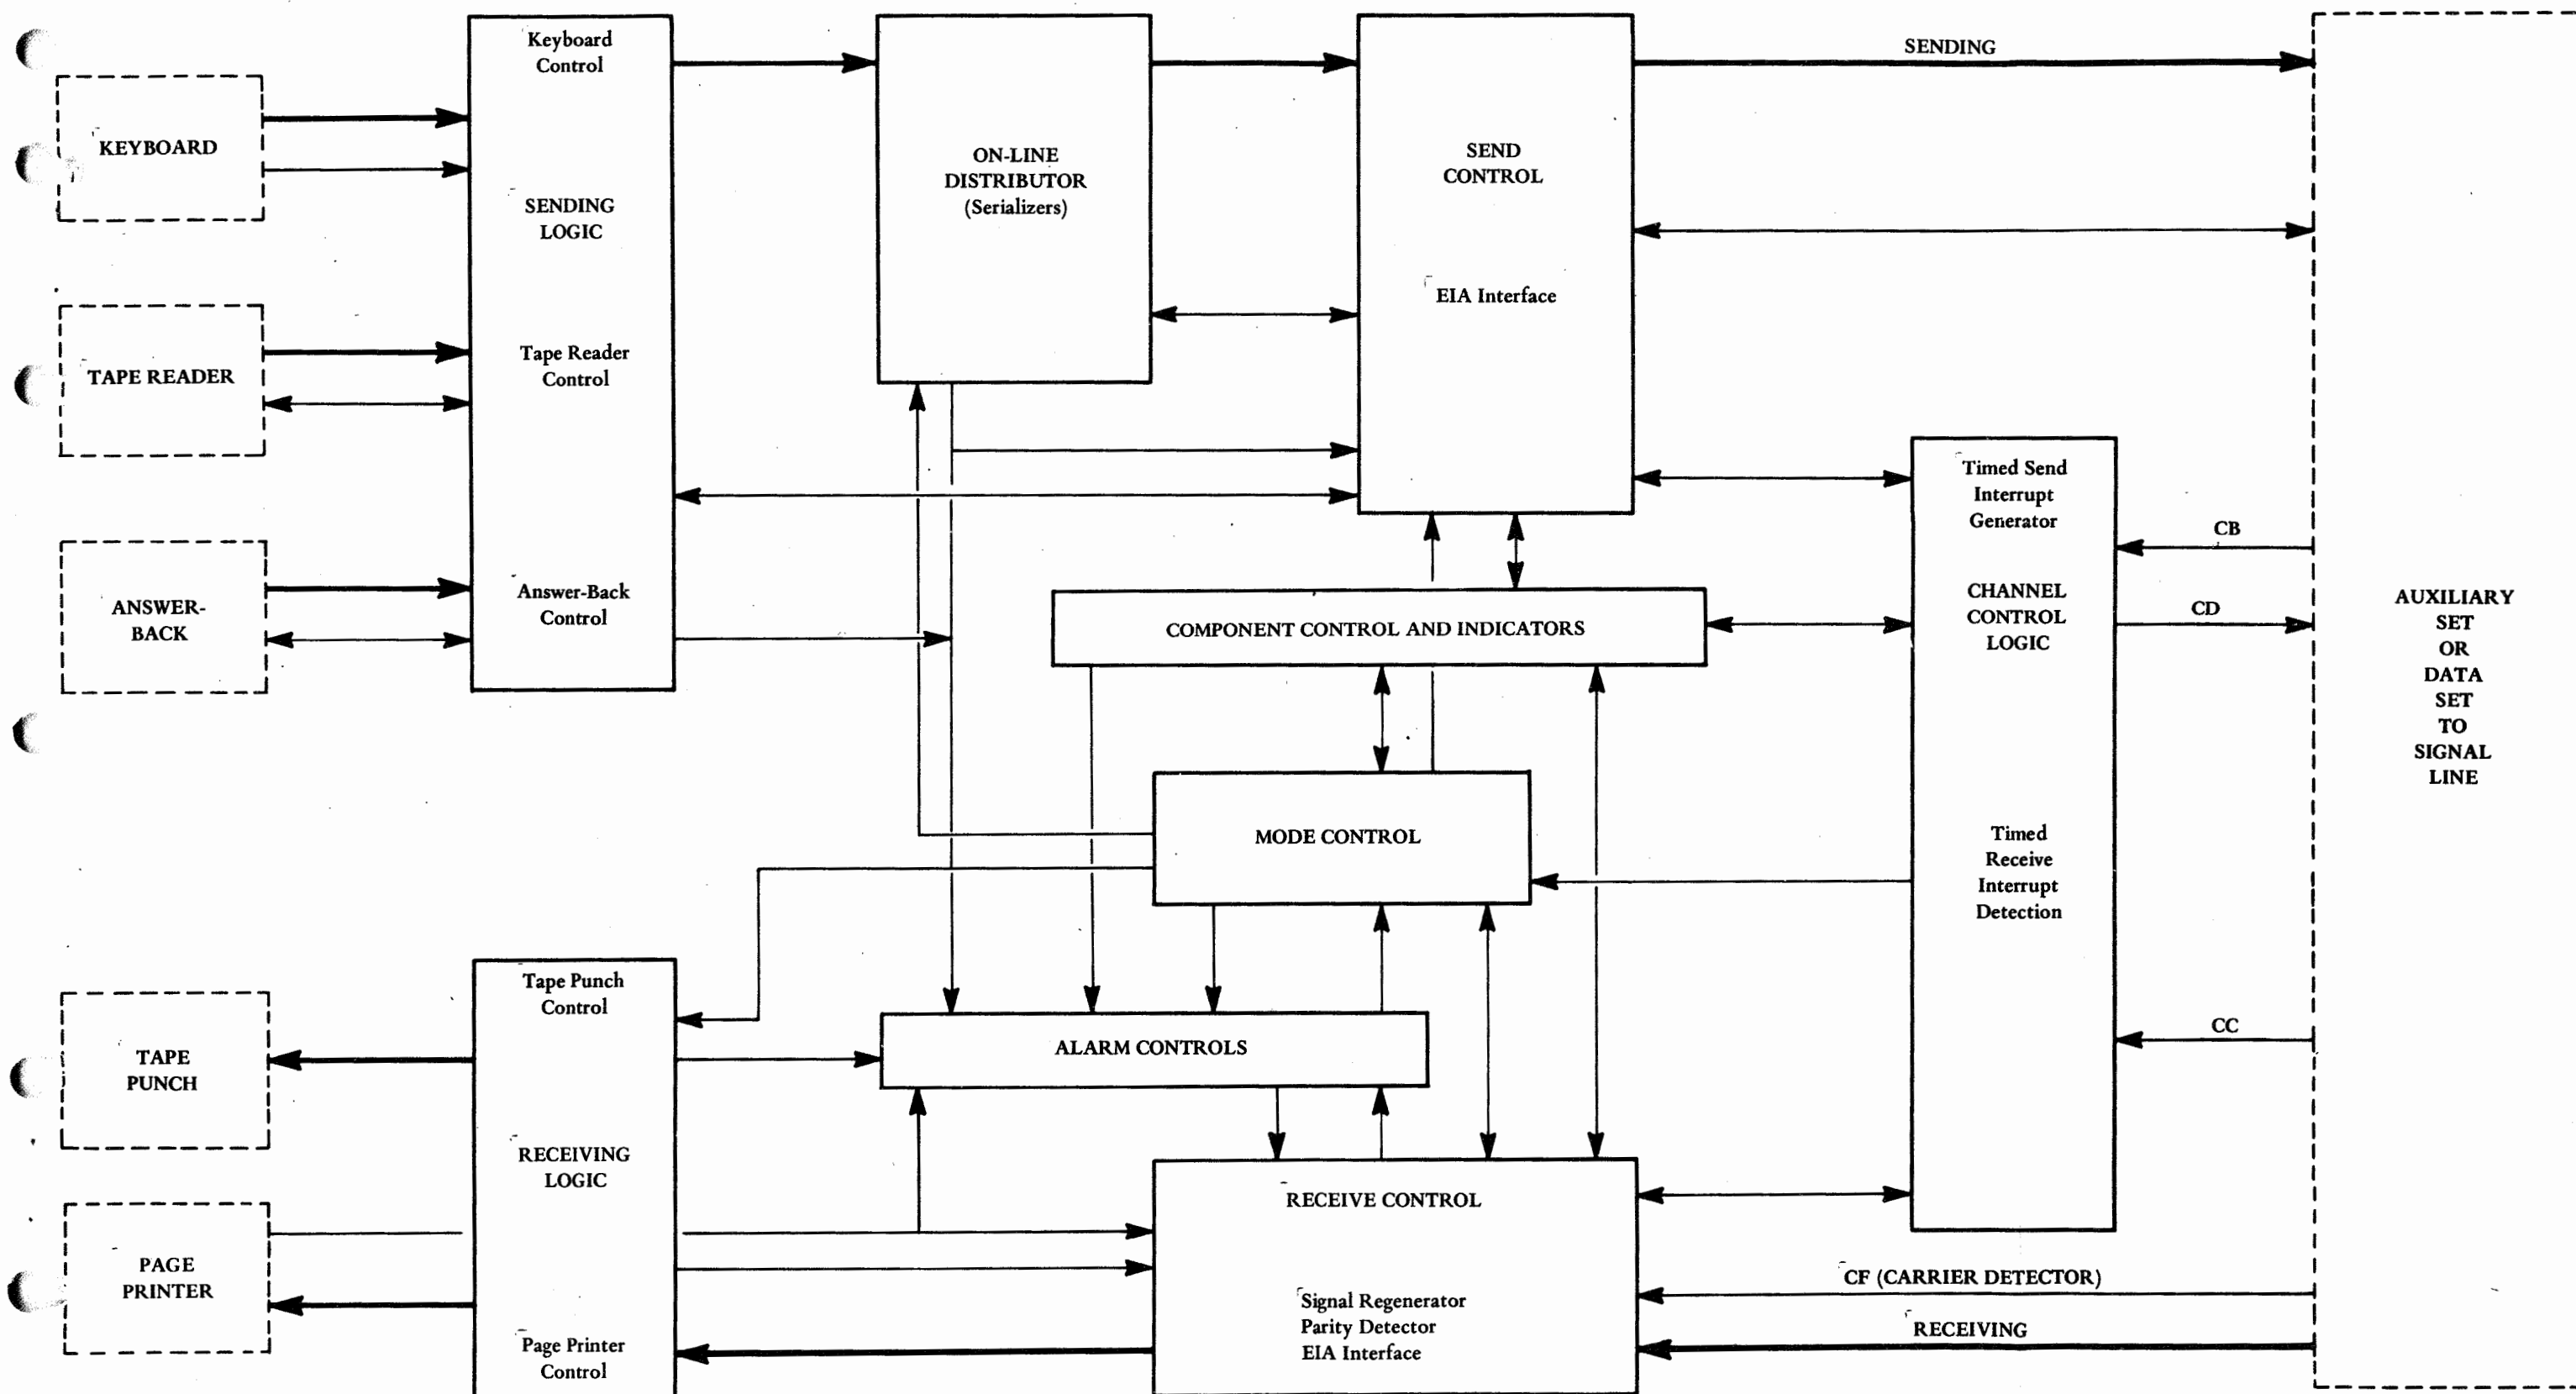 KEYBOARD
TAPE READER
ANSWER-
BACK
TAPE
PUNCH
PAGE
PRINTER
Keyboard
Control
SENDING
LOGIC
Tape Reader
Control
Answer-Back
Control
Tape Punch
Control
RECEIVING
LOGIC
Page Printer
Control
ON-LINE
DISTRIBUTOR
(Serializers)
SEND
CONTROL
EIA Interface
COMPONENT CONTROL AND INDICATORS
MODE CONTROL
ALARM CONTROLS
RECEIVE CONTROL
Signal Regenerator
Parity Detector
EIA Interface
SENDING
Timed Send
Interrupt
Generator
CHANNEL
CONTROL
LOGIC
Timed
Receive
Interrupt
Detection
CB
CD
CC
CF (CARRIER DETECTOR)
RECEIVING
AUXILIARY
SET
OR
DATA
SET
TO
SIGNAL
LINE